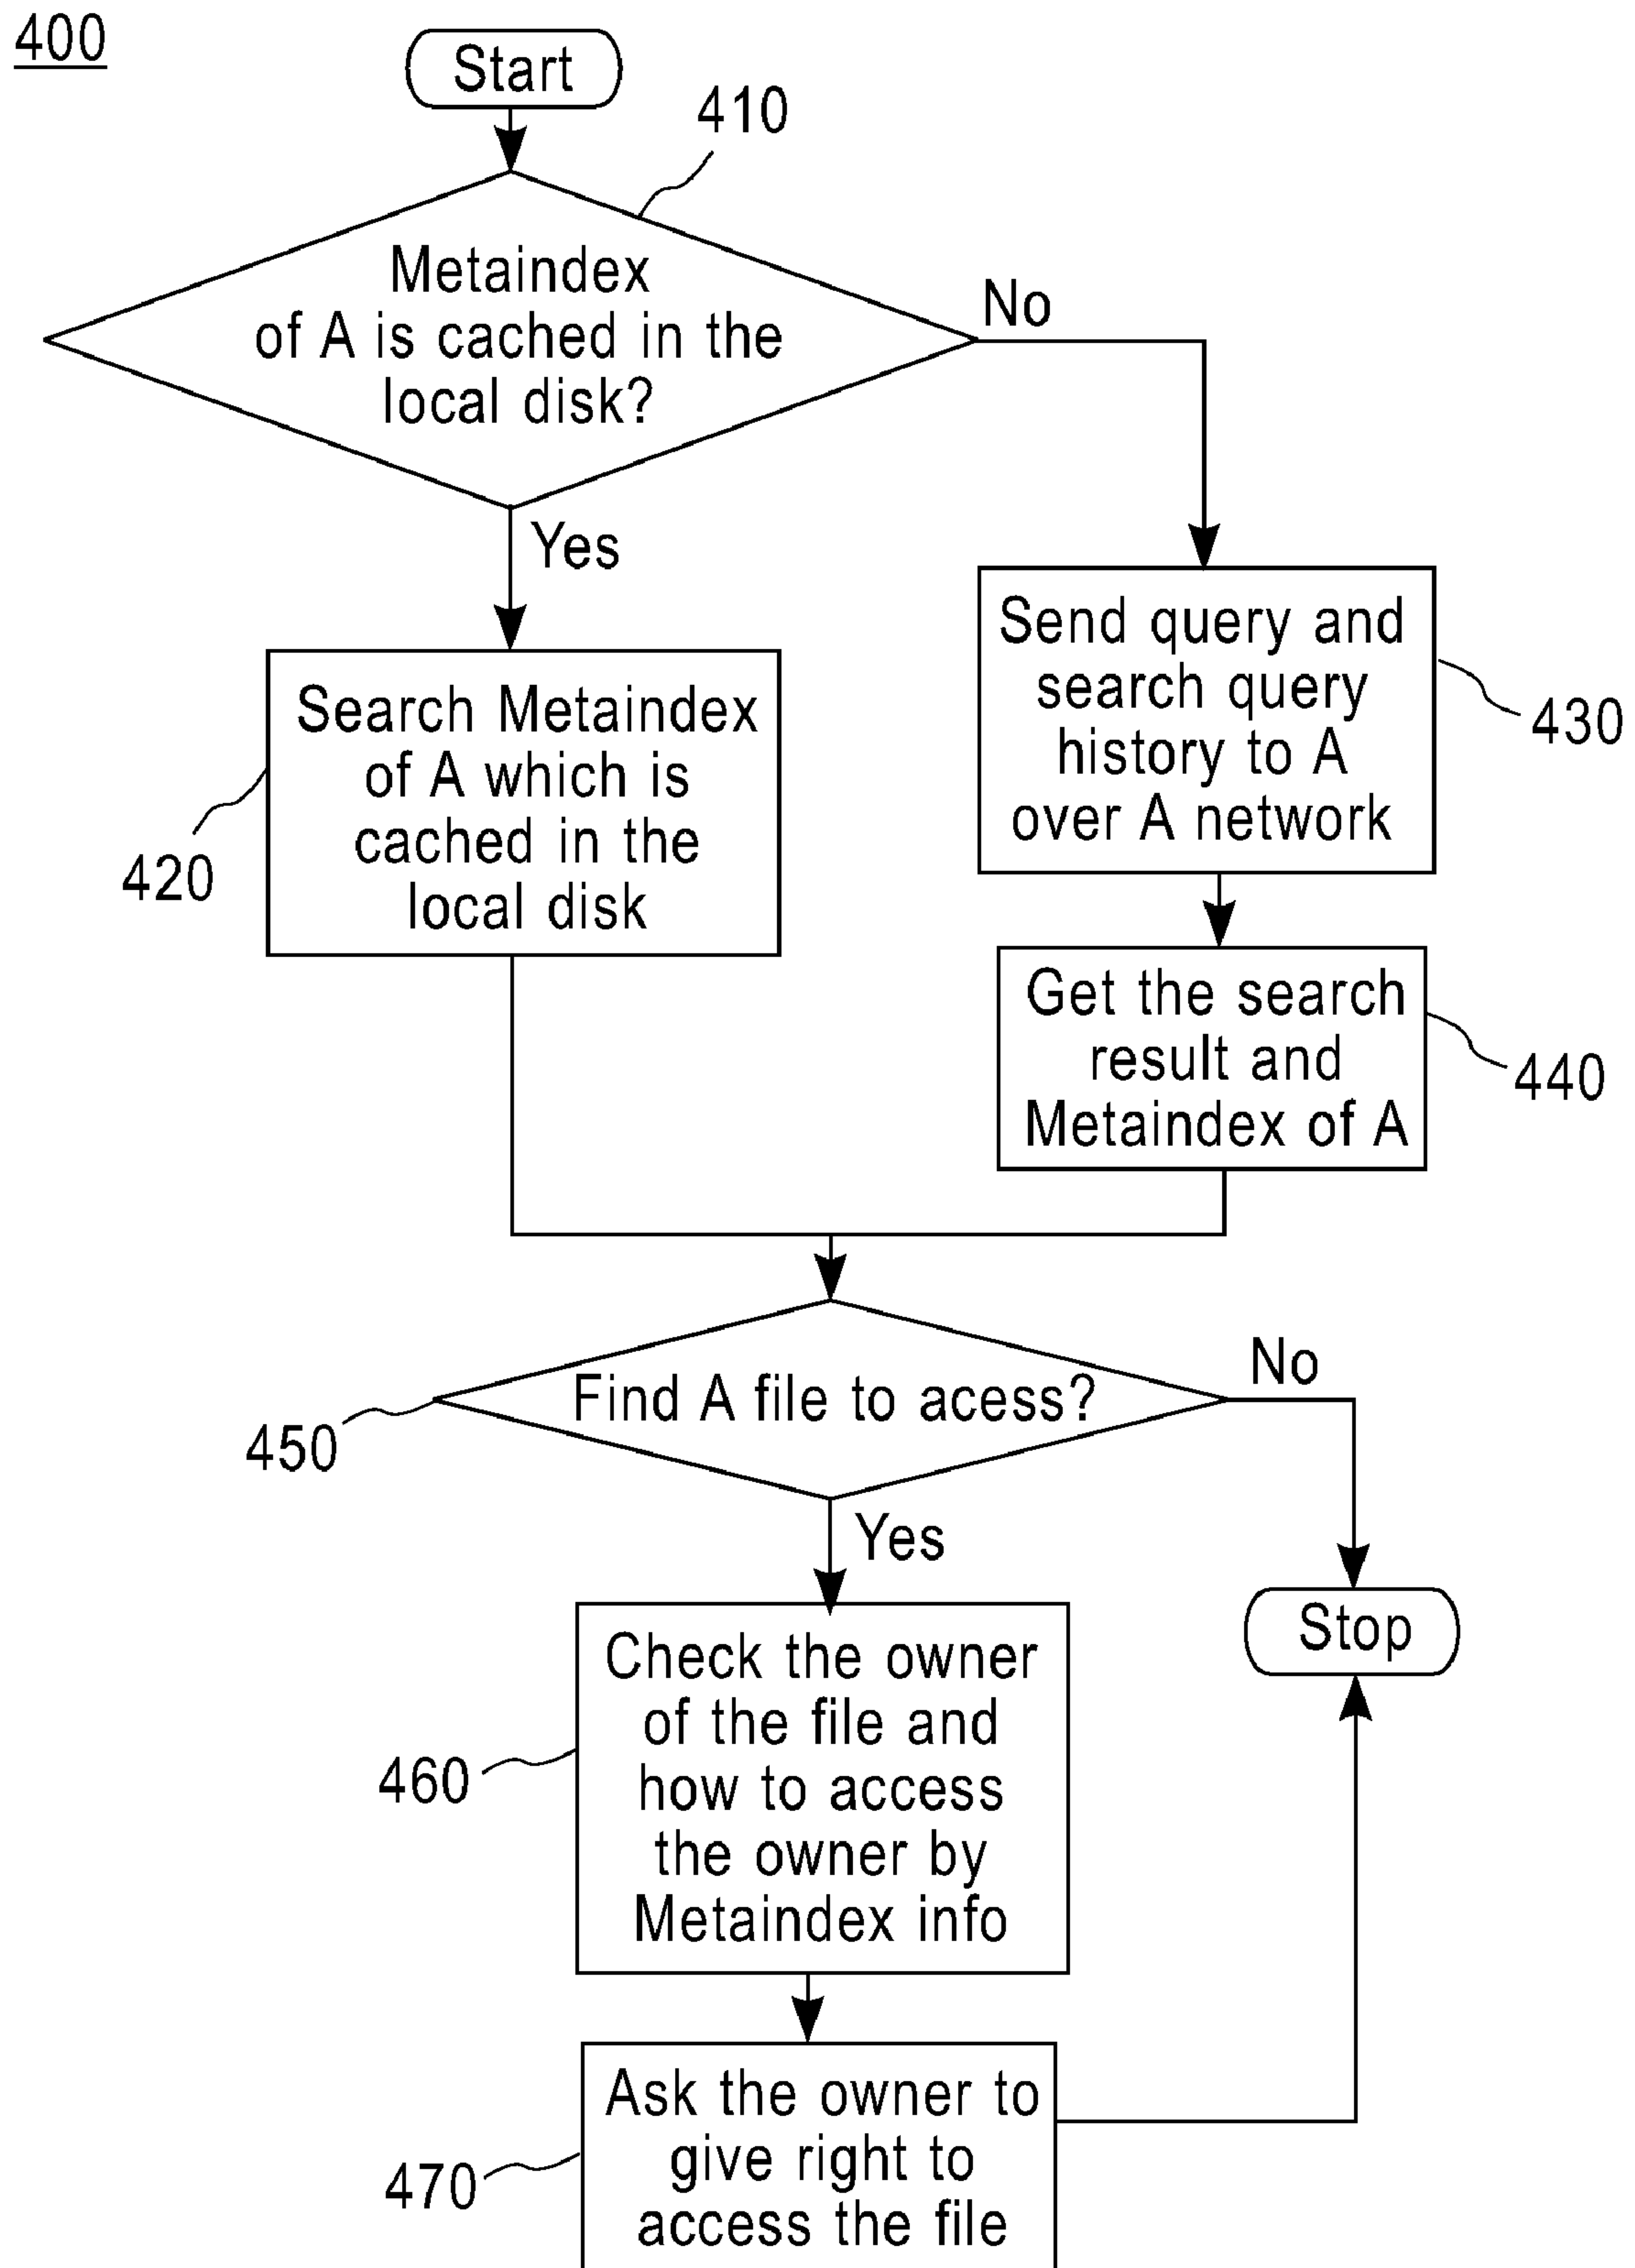 400
Start
410
Metaindex
of A is cached in the
local disk?
No
Yes
Send query and
search query
history to A
over A network
430
Search Metaindex
of A which is
cached in the
local disk
420
Get the search
result and
Metaindex of A
440
Find A file to acess?
No
450
Yes
Stop
Check the owner
of the file and
how to access
the owner by
Metaindex info
460
Ask the owner to
give right to
access the file
470